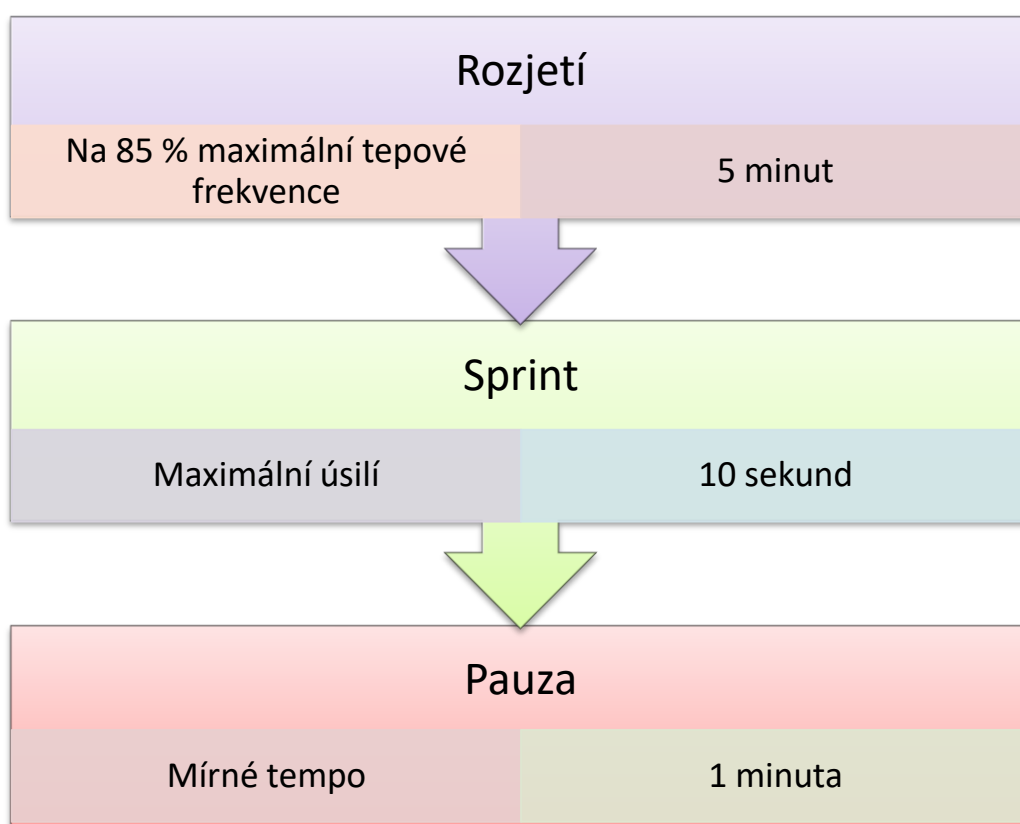 Rozjetí
Na 85 % maximální tepové
frekvence
5 minut
Sprint
Maximální úsilí
10 sekund
Pauza
Mírné tempo
1 minuta